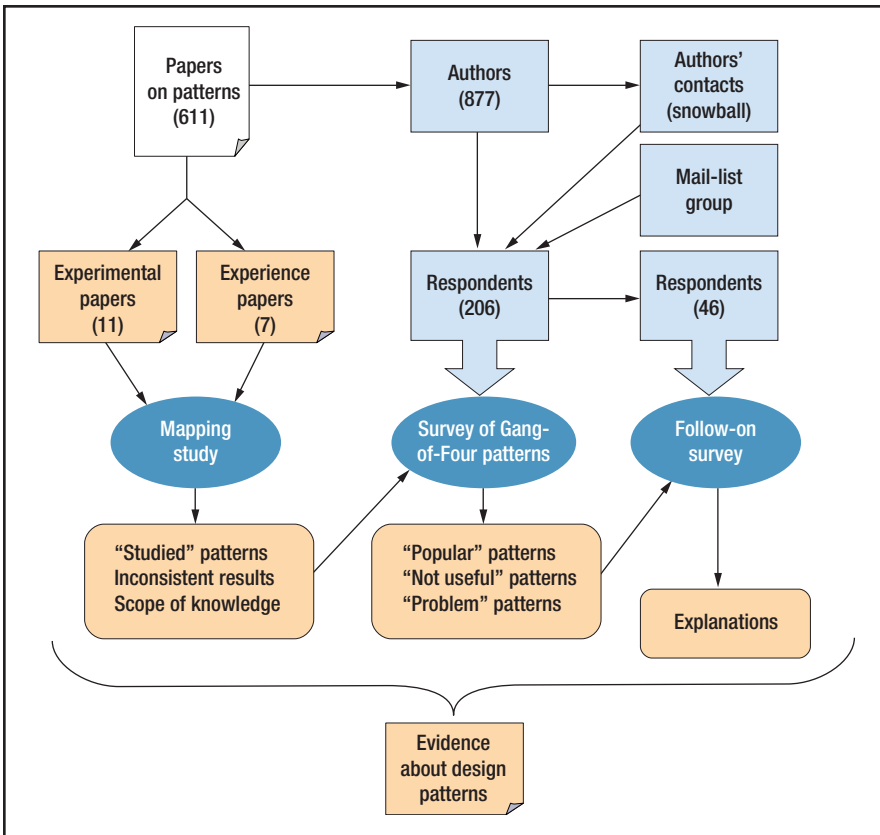 Papers
on patterns
(611)
Authors
(877)
Authors’
contacts
(snowball)
Mail-list
group
Experimental
papers
(11)
Experience
papers
(7)
Respondents
(206)
Respondents
(46)
Mapping
study
Survey of Gang-
of-Four patterns
Follow-on
survey
“Studied” patterns
Inconsistent results
Scope of knowledge
“Popular” patterns
“Not useful” patterns
“Problem” patterns
Explanations
Evidence
about design
patterns